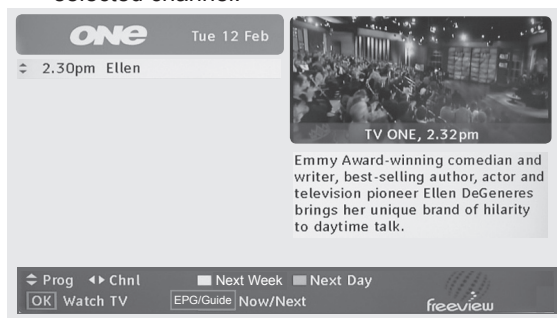 selected channel.
ONE Tue 12 Feb
2.30pm Ellen
TV ONE, 2.32pm
Emmy Award-winning comedian and
writer, best-selling author, actor and
television pioneer Ellen DeGeneres
brings her unique brand of hilarity
to daytime talk.
Prog Chnl Next Week Next Day
OK Watch TV EPG/Guide Now/Next
freeview